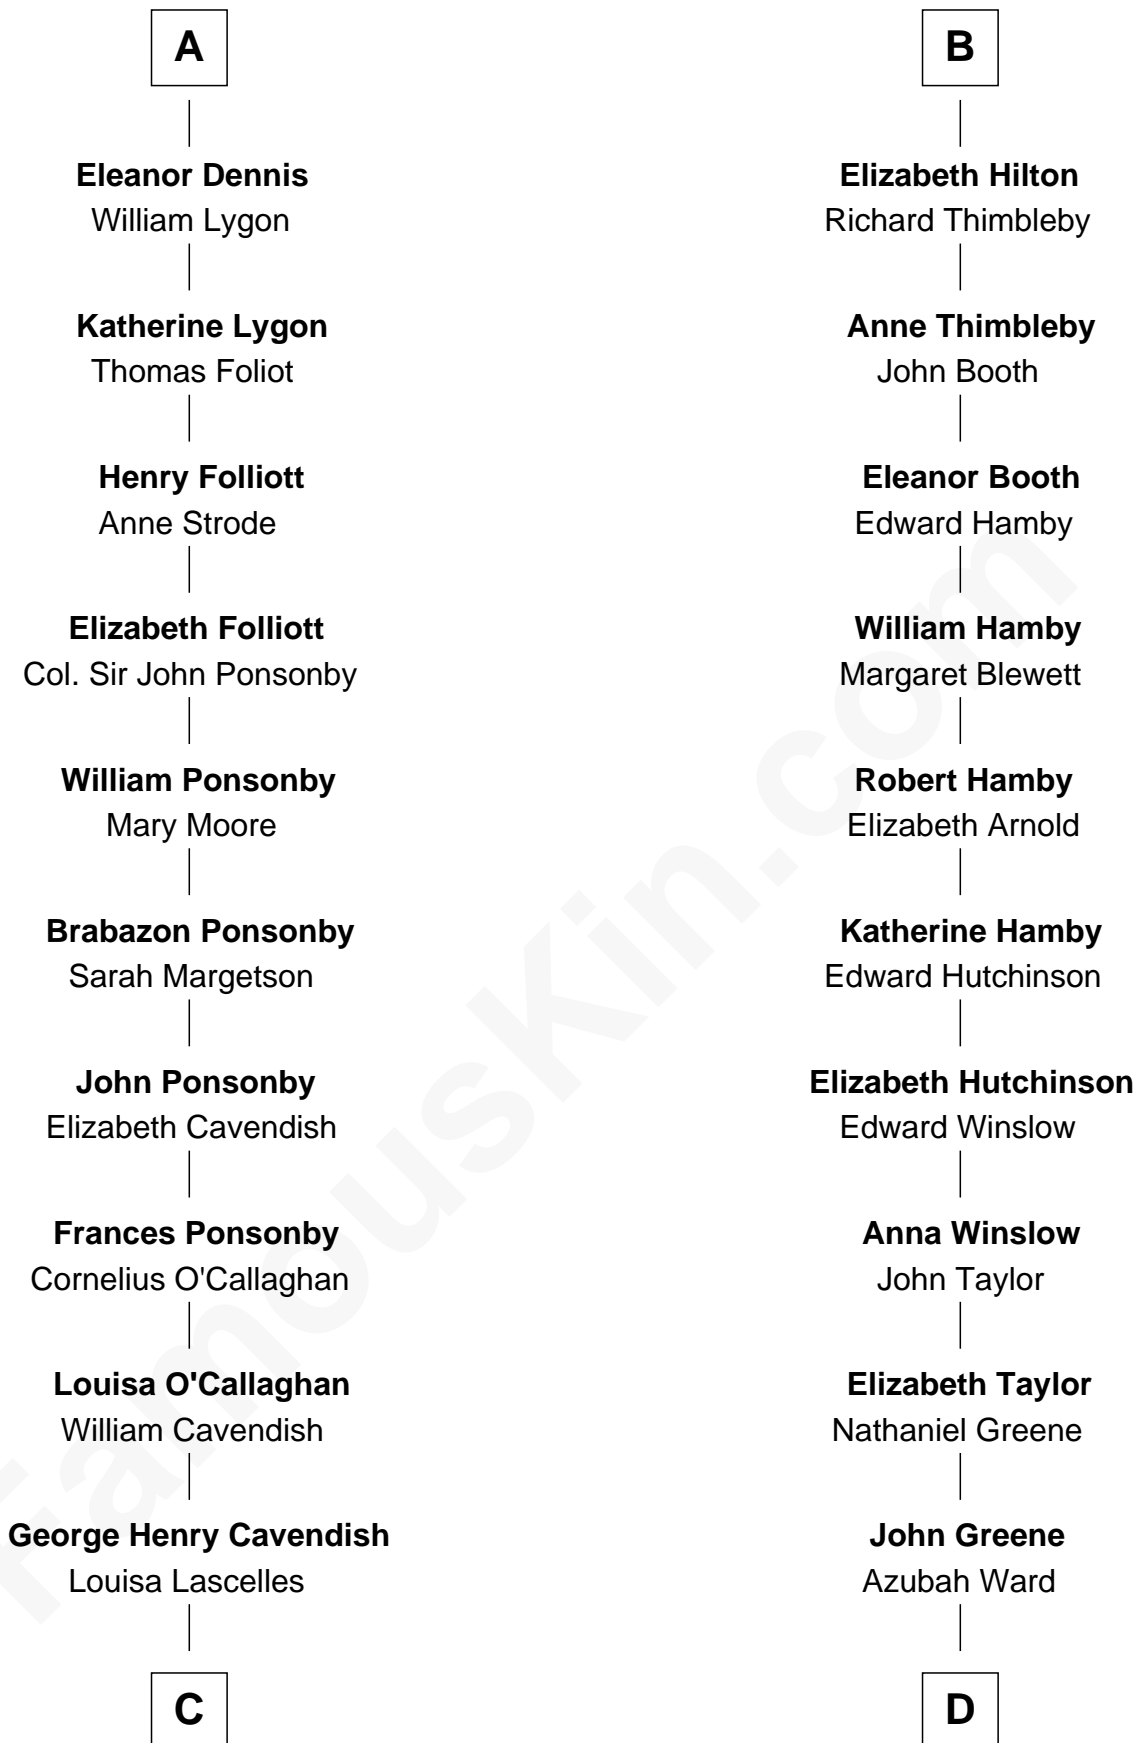 A
Eleanor Dennis
William Lygon
Katherine Lygon
Thomas Foliot
Henry Folliott
Anne Strode
Elizabeth Folliott
Col. Sir John Ponsonby
William Ponsonby
Mary Moore
Brabazon Ponsonby
Sarah Margetson
John Ponsonby
Elizabeth Cavendish
Frances Ponsonby
Cornelius O'Callaghan
Louisa O'Callaghan
William Cavendish
George Henry Cavendish
Louisa Lascelles
C
B
Elizabeth Hilton
Richard Thimbleby
Anne Thimbleby
John Booth
Eleanor Booth
Edward Hamby
William Hamby
Margaret Blewett
Robert Hamby
Elizabeth Arnold
Katherine Hamby
Edward Hutchinson
Elizabeth Hutchinson
Edward Winslow
Anna Winslow
John Taylor
Elizabeth Taylor
Nathaniel Greene
John Greene
Azubah Ward
D
FamousKin.com